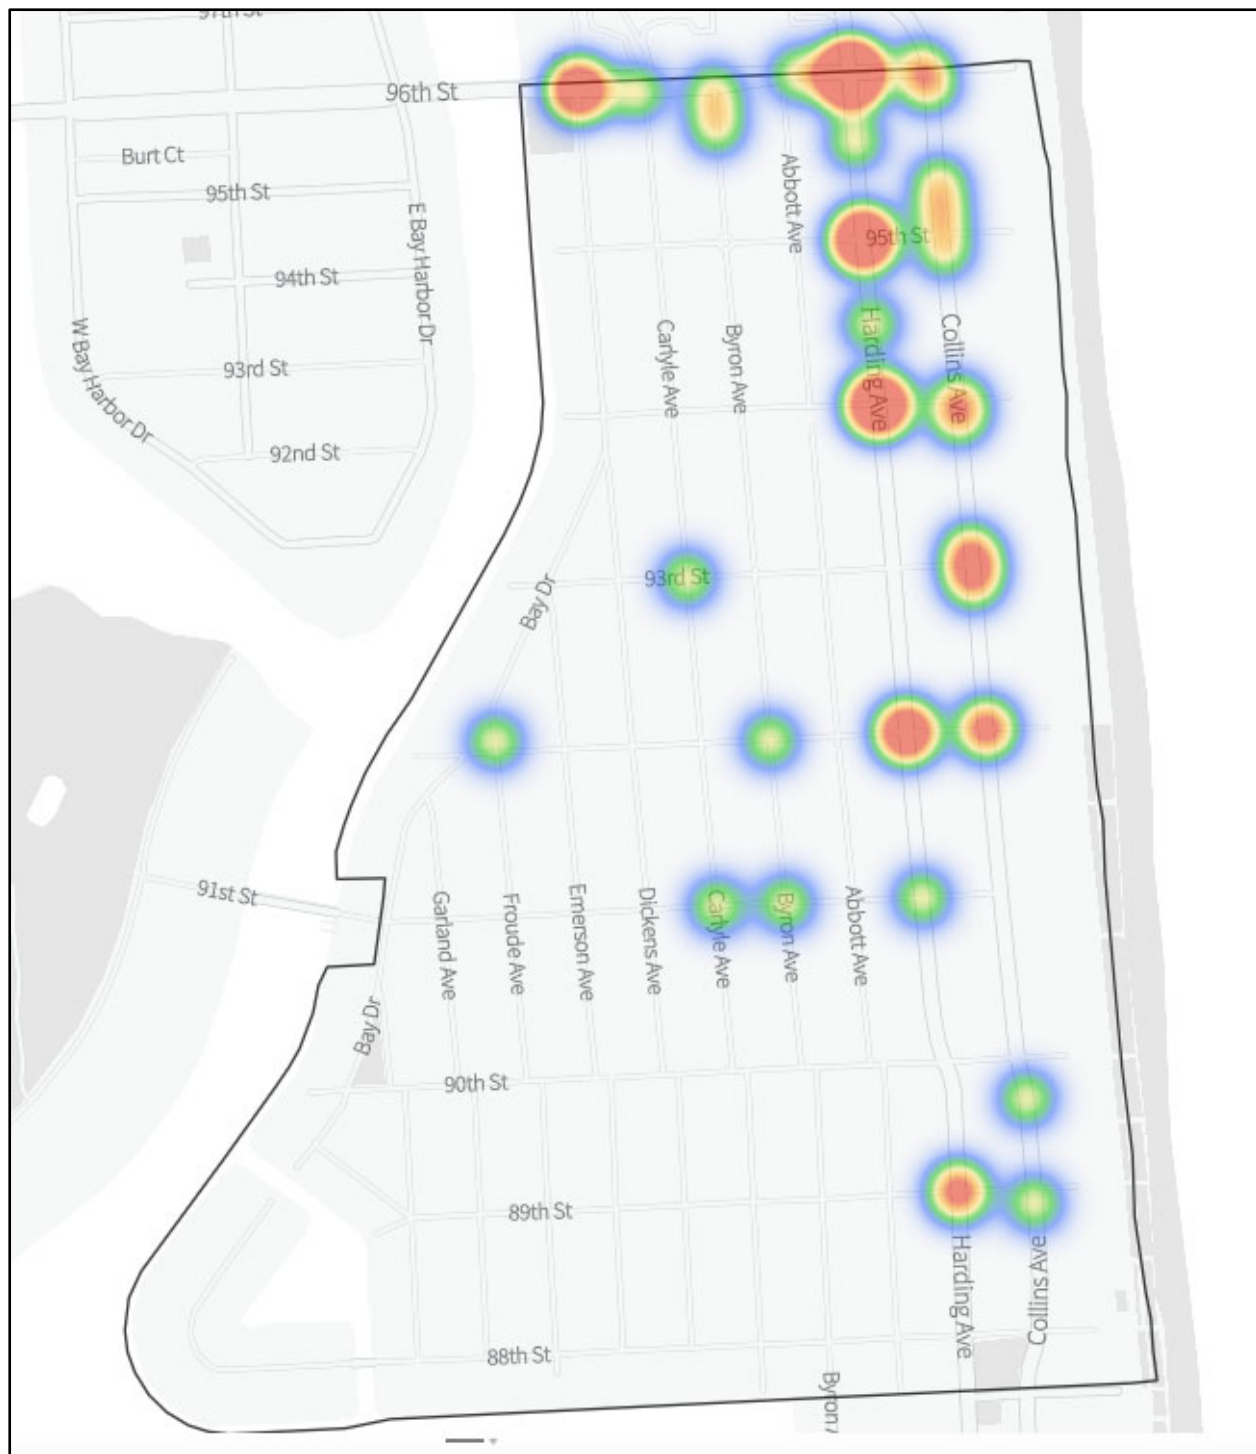 97th St
96th St
Burt Ct
95th St
Abbott Ave
E Bay Harbor Dr
95th St
94th St
W Bay Harbor Dr
Carlyle Ave
Byron Ave
Harding Ave
Collins Ave
93rd St
92nd St
93rd St
Bay Dr
91st St
Garland Ave
Froude Ave
Emerson Ave
Dickens Ave
Carlyle Ave
Byron Ave
Abbott Ave
Bay Dr
90th St
89th St
Harding Ave
Collins Ave
88th St
Byron